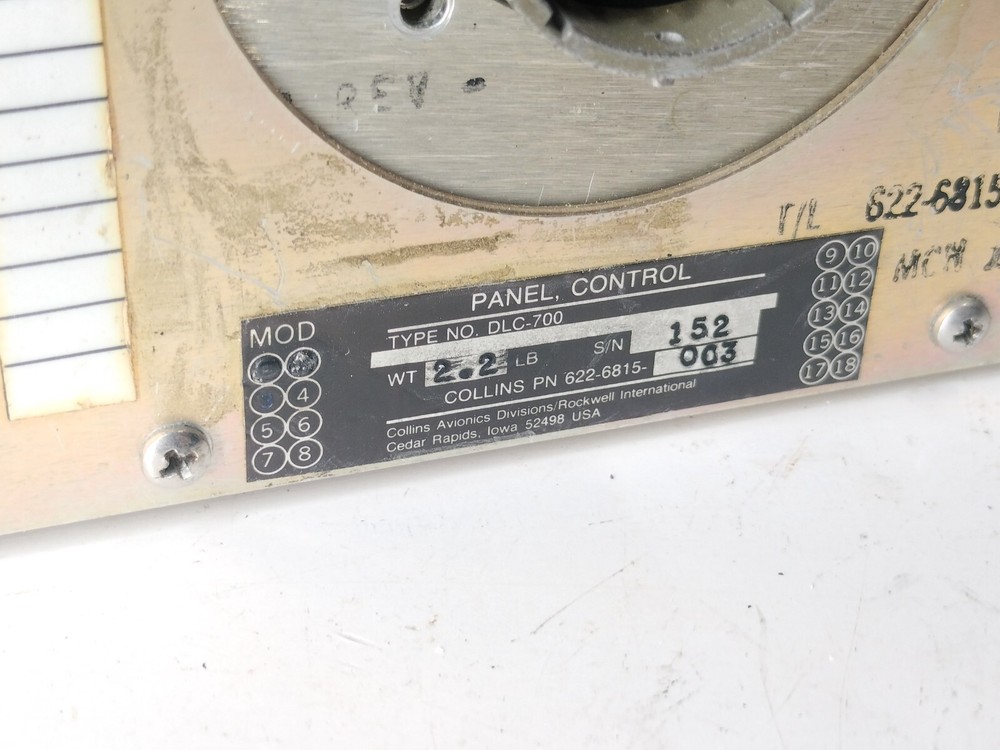 REV -
T/L 622-6815
MCN
PANEL, CONTROL
MOD
TYPE NO. DLC-700
WT 2.2 LB S/N 152
COLLINS PN 622-6815-003
Collins Avionics Divisions/Rockwell International
Cedar Rapids, Iowa 52498 USA
4
5 6
7 8
9 10
11 12
13 14
15 16
17 18